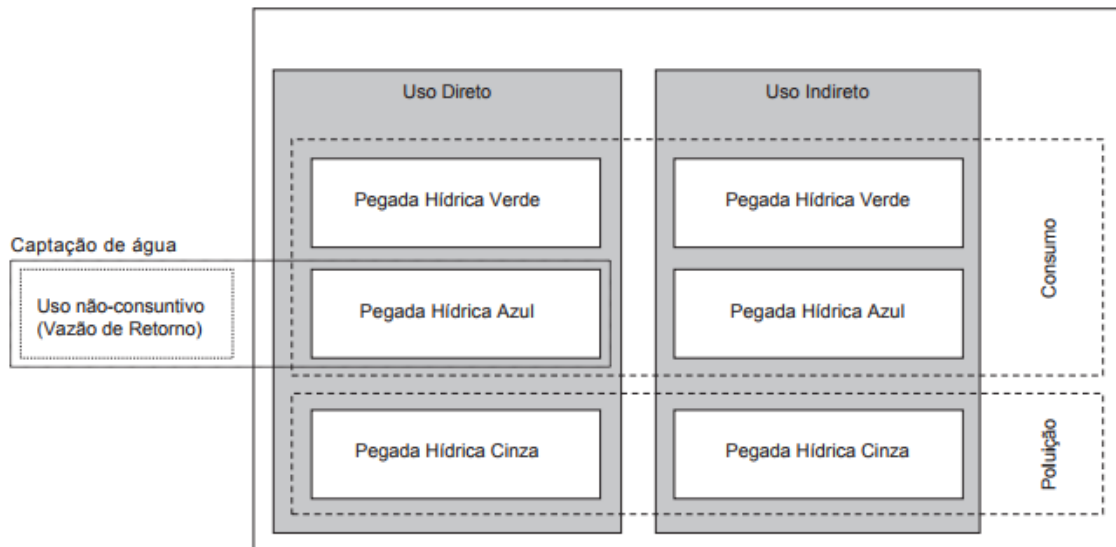 Uso Direto
Uso Indireto
Pegada Hídrica Verde
Pegada Hídrica Verde
Captação de água
Uso não-consuntivo
(Vazão de Retorno)
Pegada Hídrica Azul
Pegada Hídrica Azul
Consumo
Pegada Hídrica Cinza
Pegada Hídrica Cinza
Poluição